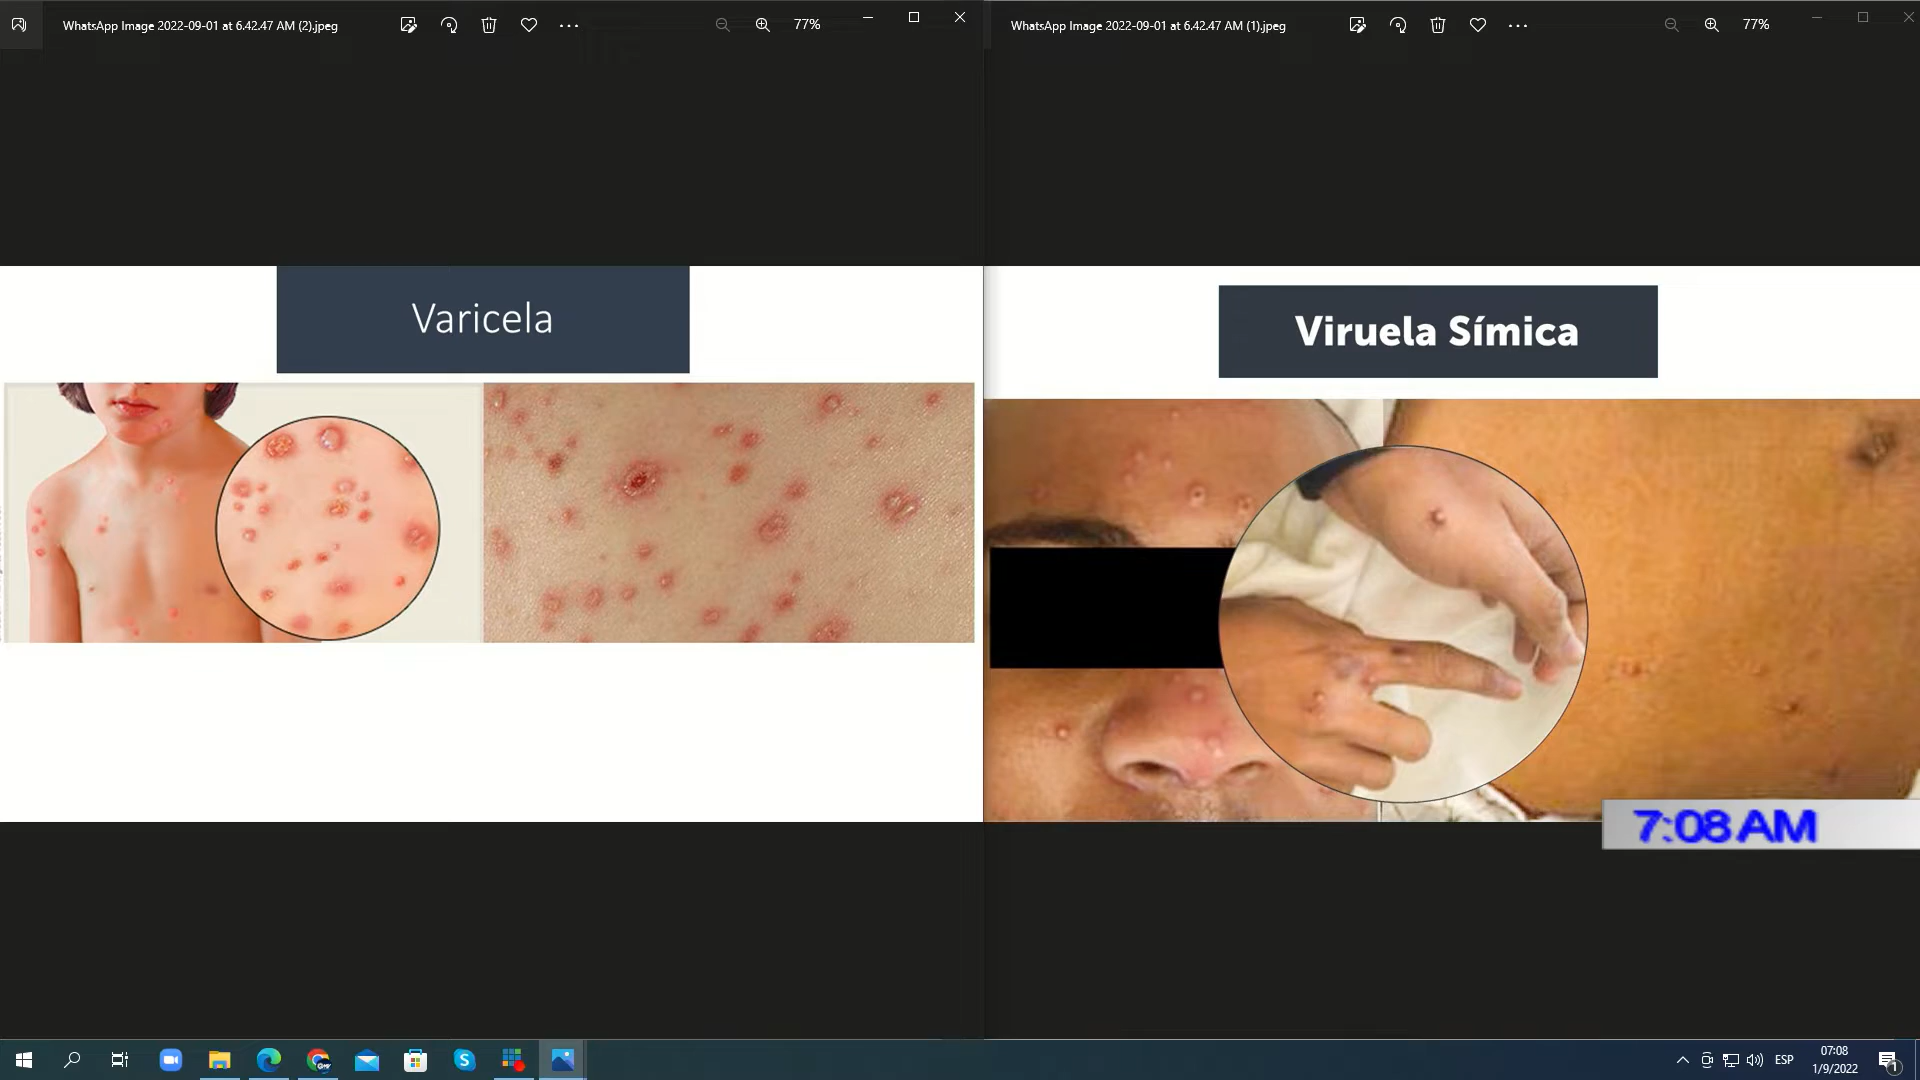 WhatsApp Image 2022-09-01 at 6.42.47 AM (2).jpeg
77%
WhatsApp Image 2022-09-01 at 6.42.47 AM (1).jpeg
77%
Varicela
Viruela Símica
7:08 AM
ESP
07:08
1/9/2022
1